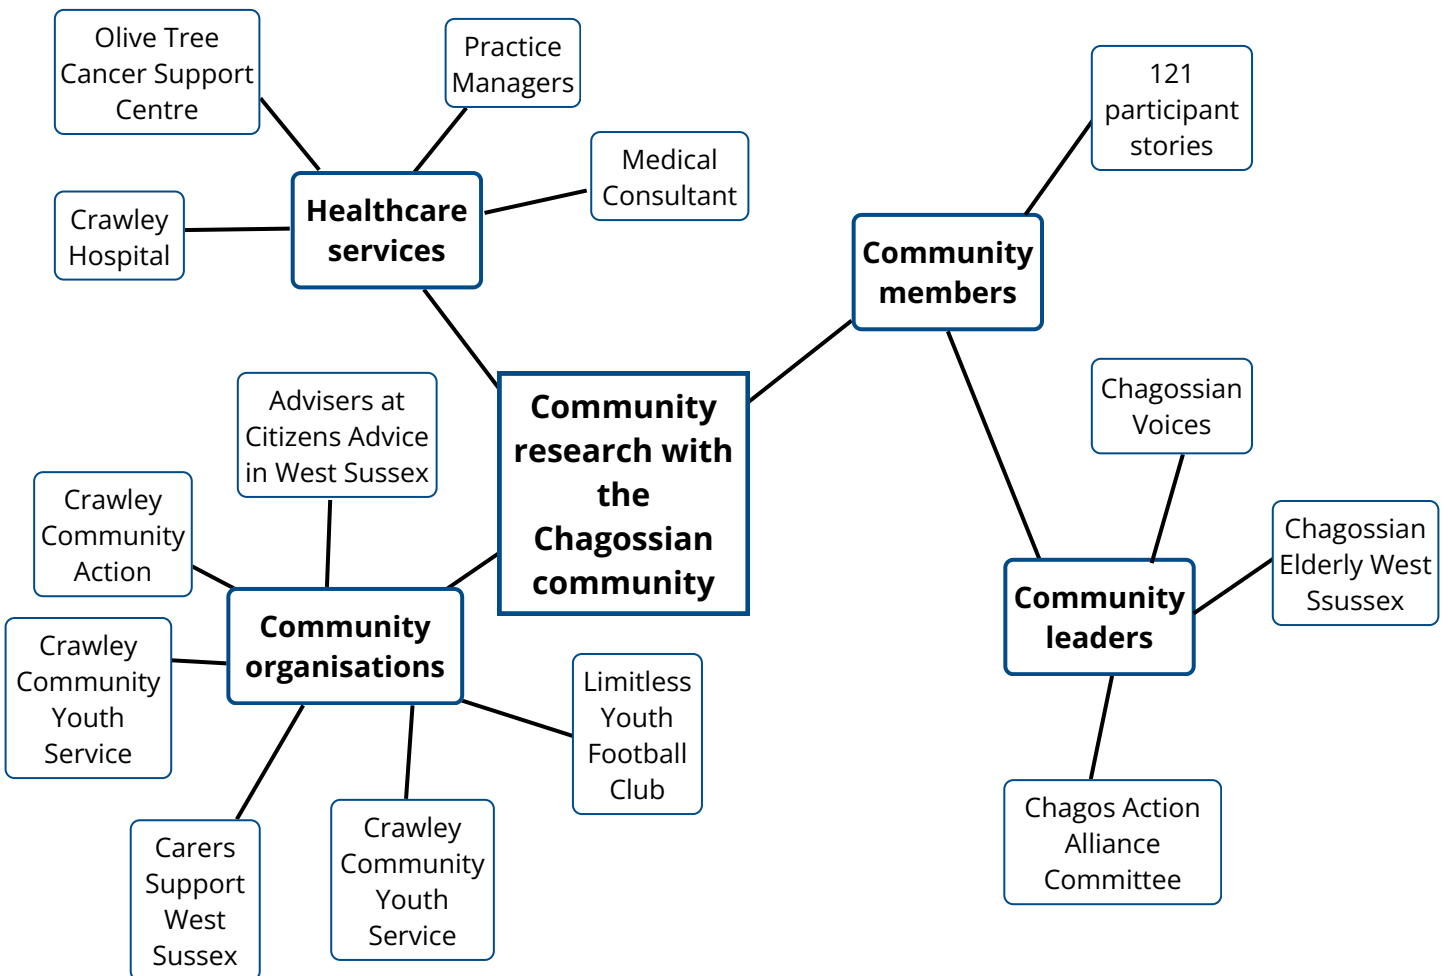 Olive Tree
Cancer Support
Centre
Practice
Managers
Medical
Consultant
Crawley
Hospital
Healthcare
services
121
participant
stories
Community
members
Community
research with
the
Chagossian
community
Advisers at
Citizens Advice
in West Sussex
Crawley
Community
Action
Crawley
Community
Youth
Service
Community
organisations
Limitless
Youth
Football
Club
Carers
Support
West
Sussex
Crawley
Community
Youth
Service
Chagossian
Voices
Chagossian
Elderly West
Ssussex
Community
leaders
Chagos Action
Alliance
Committee